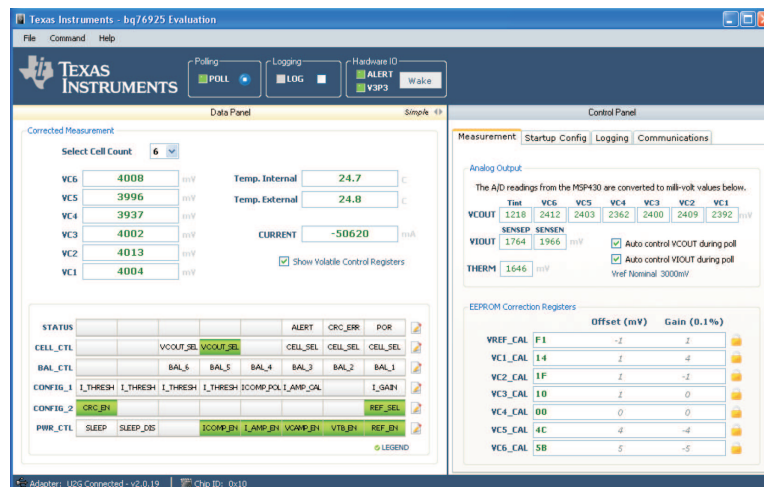 Texas Instruments - bq76925 Evaluation
File Command Help
TEXAS INSTRUMENTS
Polling
POLL
Logging
LOG
Hardware IO
ALERT
V3P3
Wake
Data Panel Simple
Corrected Measurement
Select Cell Count 6
VC6 4008 mV
VC5 3996 mV
VC4 3937 mV
VC3 4002 mV
VC2 4013 mV
VC1 4004 mV
Temp. Internal 24.7 C
Temp. External 24.8 C
CURRENT -50620 mA
Show Volatile Control Registers
STATUS ALERT CRC_ERR POR
CELL_CTL VCOUT_SEL VCOUT_SEL CELL_SEL CELL_SEL CELL_SEL
BAL_CTL BAL_6 BAL_5 BAL_4 BAL_3 BAL_2 BAL_1
CONFIG_1 I_THRESH I_THRESH I_THRESH I_THRESH ICOMP_POL I_AMP_CAL I_GAIN
CONFIG_2 CRC_EN REF_SEL
PWR_CTL SLEEP SLEEP_DIS ICOMP_EN I_AMP_EN VCAMP_EN VTB_EN REF_EN
LEGEND
Control Panel
Measurement Startup Config Logging Communications
Analog Output
The A/D readings from the MSP430 are converted to milli-volt values below.
Tint VC6 VC5 VC4 VC3 VC2 VC1
VCOUT 1218 2412 2403 2362 2400 2409 2392 mV
SENSEP SENSEN
VIOUT 1764 1966 mV
Auto control VCOUT during poll
Auto control VIOUT during poll
THERM 1646 mV
Vref Nominal 3000mV
EEPROM Correction Registers
Offset (mV) Gain (0.1%)
VREF_CAL F1 -1 1
VC1_CAL 14 1 4
VC2_CAL 1F 1 -1
VC3_CAL 10 1 0
VC4_CAL 00 0 0
VC5_CAL 4C 4 -4
VC6_CAL 5B 5 -5
Adapter: U2G Connected - v2.0.19 Chip ID: 0x10